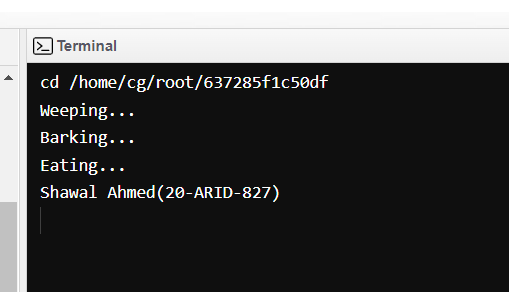 Terminal
cd /home/cg/root/637285f1c50df
Weeping...
Barking...
Eating...
Shawal Ahmed(20-ARID-827)